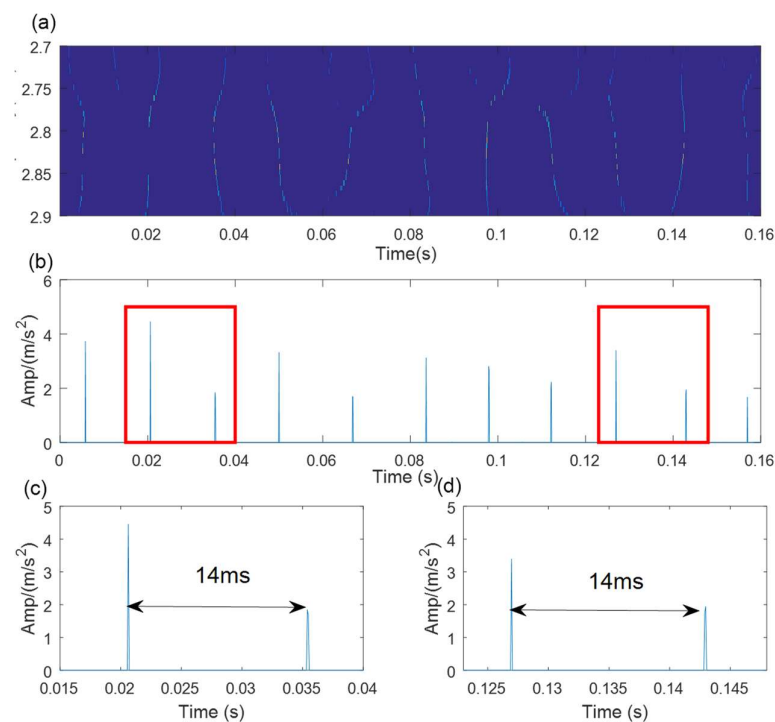 (a)
2.7
2.75
2.8
2.85
2.9
0.02 0.04 0.06 0.08 0.1 0.12 0.14 0.16
Time(s)
(b)
6
4
2
0
Amp/(m/s²)
0 0.02 0.04 0.06 0.08 0.1 0.12 0.14 0.16
Time (s)
(c)
5
4
3
2
1
0
Amp/(m/s²)
14ms
0.015 0.02 0.025 0.03 0.035 0.04
Time (s)
(d)
5
4
3
2
1
0
Amp/(m/s²)
14ms
0.125 0.13 0.135 0.14 0.145
Time (s)